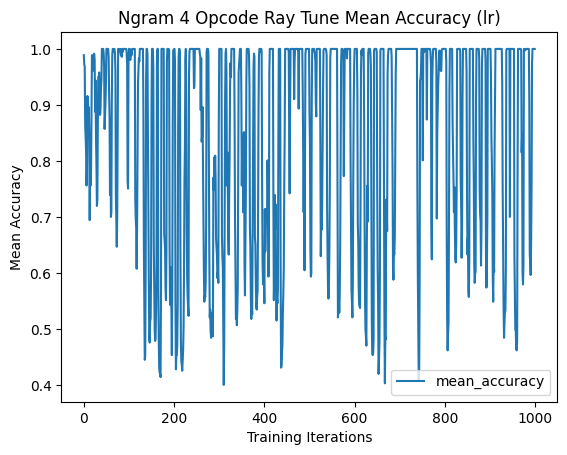 Ngram 4 Opcode Ray Tune Mean Accuracy (lr)
Mean Accuracy
1.0
0.9
0.8
0.7
0.6
0.5
0.4
mean_accuracy
0 200 400 600 800 1000
Training Iterations